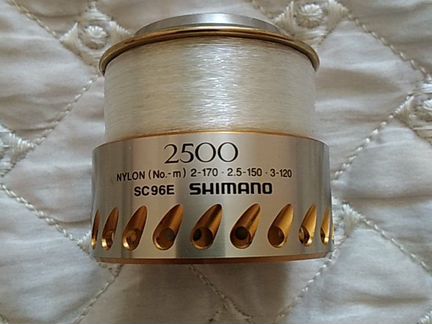 2500
NYLON (No.-m) 2-170 · 2.5-150 · 3-120
SC96E SHIMANO